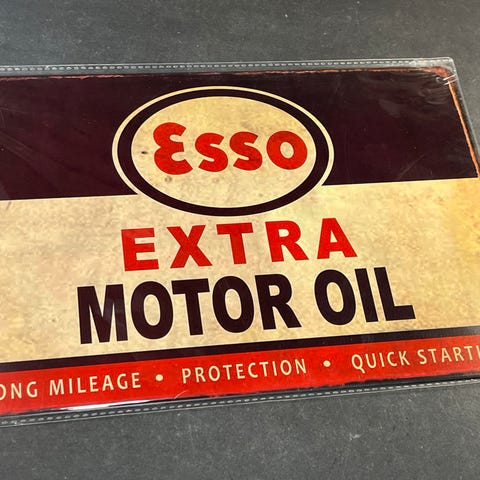 Esso
EXTRA
MOTOR OIL
ONG MILEAGE • PROTECTION • QUICK STARTI